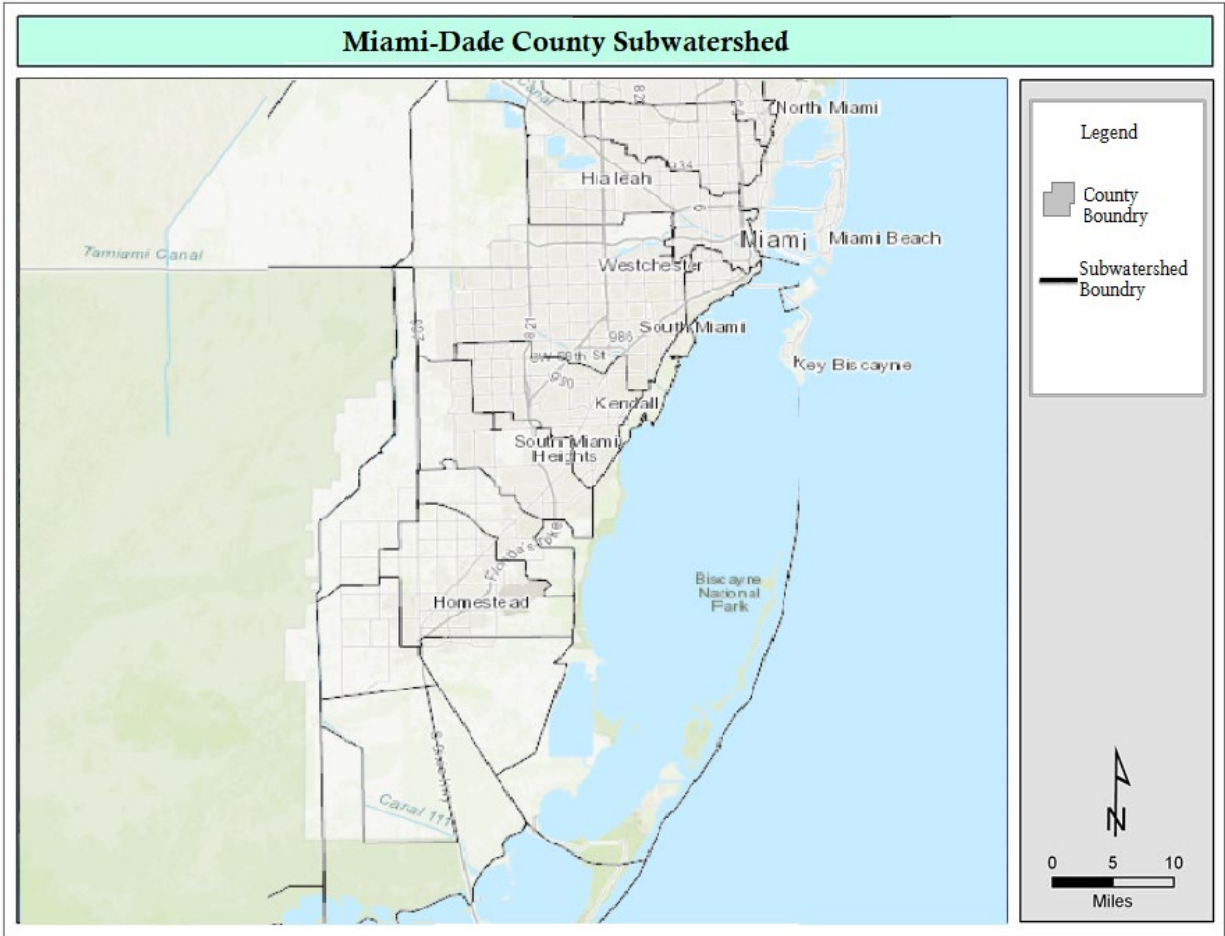 Miami-Dade County Subwatershed
Canal
North Miami
Hialeah
Tamiami Canal
Miami
Miami Beach
Westchester
821
South Miami
986
SW 88th St
Key Biscayne
Kendall
South Miami
Heights
Florida's
Biscayne
National
Park
Homestead
Canal 111
Legend
County
Boundry
Subwatershed
Boundry
N
0 5 10
Miles